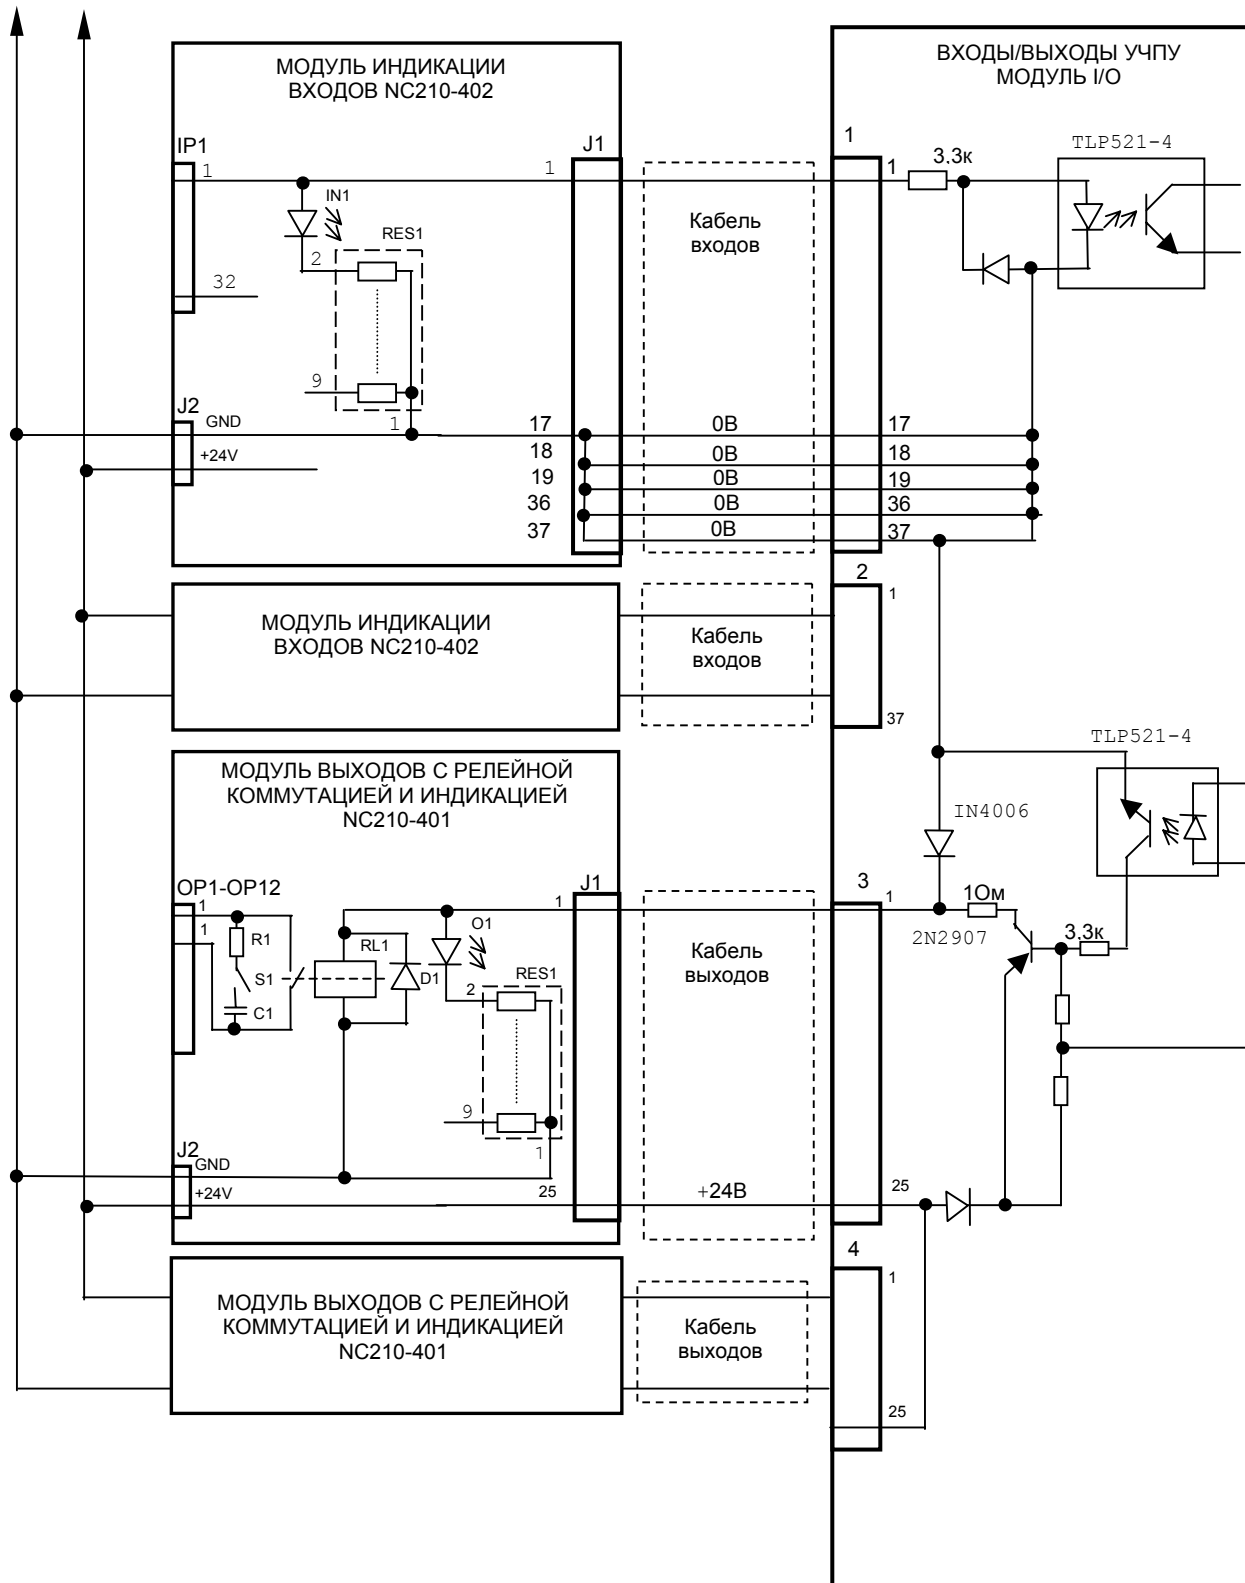 МОДУЛЬ ИНДИКАЦИИ
ВХОДОВ NC210-402
IP1
1
32
IN1
RES1
2
9
1
J1
1
J2
GND
+24V
17
18
19
36
37
Кабель
входов
0В
0В
0В
0В
0В
ВХОДЫ/ВЫХОДЫ УЧПУ
МОДУЛЬ I/O
1
1
3,3к
TLP521-4
17
18
19
36
37
МОДУЛЬ ИНДИКАЦИИ
ВХОДОВ NC210-402
Кабель
входов
2
1
37
МОДУЛЬ ВЫХОДОВ С РЕЛЕЙНОЙ
КОММУТАЦИЕЙ И ИНДИКАЦИЕЙ
NC210-401
OP1-OP12
1
1
R1
S1
C1
RL1
D1
O1
RES1
2
9
1
J1
1
J2
GND
+24V
25
Кабель
выходов
+24В
TLP521-4
IN4006
3
1
1Ом
2N2907
3,3к
25
МОДУЛЬ ВЫХОДОВ С РЕЛЕЙНОЙ
КОММУТАЦИЕЙ И ИНДИКАЦИЕЙ
NC210-401
Кабель
выходов
4
1
25